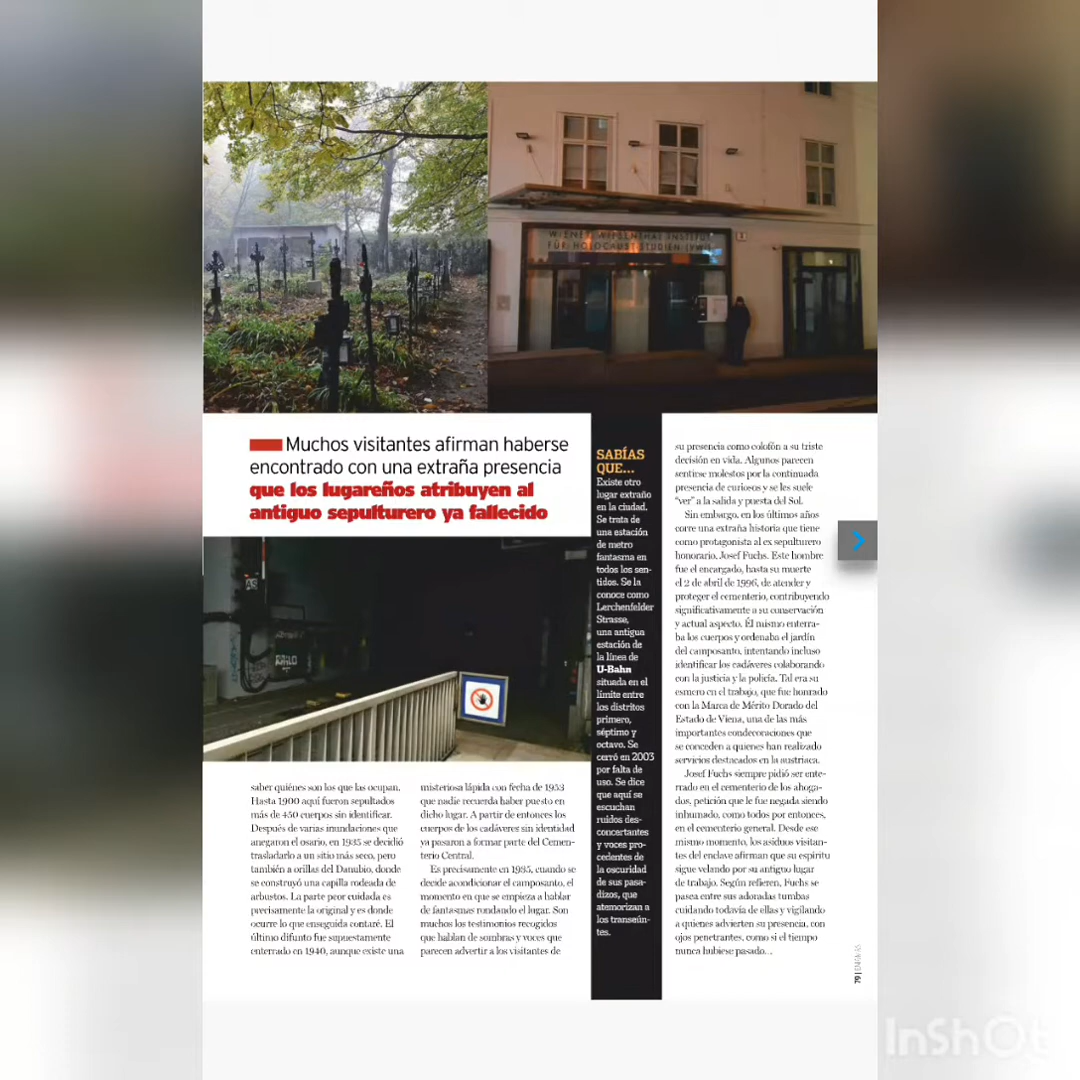 WIENER WIESENTHAL INSTITUT
FÜR HOLOCAUST-STUDIEN (VWI)
Muchos visitantes afirman haberse
encontrado con una extraña presencia
que los lugareños atribuyen al
antiguo sepulturero ya fallecido
saber quiénes son los que las ocupan.
Hasta 1900 aquí fueron sepultados
más de 450 cuerpos sin identificar.
Después de varias inundaciones que
anegaron el osario, en 1935 se decidió
trasladarlo a un sitio más seco, pero
también a orillas del Danubio, donde
se construyó una capilla rodeada de
arbustos. La parte peor cuidada es
precisamente la original y es donde
ocurre lo que enseguida contaré. El
último difunto fue supuestamente
enterrado en 1940, aunque existe una
misteriosa lápida con fecha de 1953
que nadie recuerda haber puesto en
dicho lugar. A partir de entonces los
cuerpos de los cadáveres sin identidad
ya pasaron a formar parte del Cemen-
terio Central.
Es precisamente en 1935, cuando se
decide acondicionar el camposanto, el
momento en que se empieza a hablar
de fantasmas rondando el lugar. Son
muchos los testimonios recogidos
que hablan de sombras y voces que
parecen advertir a los visitantes de
SABÍAS
QUE...
Existe otro
lugar extraño
en la ciudad.
Se trata de
una estación
de metro
fantasma en
todos los sen-
tidos. Se la
conoce como
Lerchenfelder
Strasse,
una antigua
estación de
la línea de
U-Bahn
situada en el
límite entre
los distritos
primero,
séptimo y
octavo. Se
cerró en 2003
por falta de
uso. Se dice
que aquí se
escuchan
ruidos des-
concertantes
y voces pro-
cedentes de
la oscuridad
de sus pasa-
dizos, que
atemorizan a
los transeún-
tes.
su presencia como colofón a su triste
decisión en vida. Algunos parecen
sentirse molestos por la continuada
presencia de curiosos y se les suele
“ver” a la salida y puesta del Sol.
Sin embargo, en los últimos años
corre una extraña historia que tiene
como protagonista al ex sepulturero
honorario, Josef Fuchs. Este hombre
fue el encargado, hasta su muerte
el 2 de abril de 1996, de atender y
proteger el cementerio, contribuyendo
significativamente a su conservación
y actual aspecto. Él mismo enterra-
ba los cuerpos y ordenaba el jardín
del camposanto, intentando incluso
identificar los cadáveres colaborando
con la justicia y la policía. Tal era su
esmero en el trabajo, que fue honrado
con la Marca de Mérito Dorado del
Estado de Viena, una de las más
importantes condecoraciones que
se conceden a quienes han realizado
servicios destacados en la austriaca.
Josef Fuchs siempre pidió ser ente-
rrado en el cementerio de los ahoga-
dos, petición que le fue negada siendo
inhumado, como todos por entonces,
en el cementerio general. Desde ese
mismo momento, los asiduos visitan-
tes del enclave afirman que su espíritu
sigue velando por su antiguo lugar
de trabajo. Según refieren, Fuchs se
pasea entre sus adoradas tumbas
cuidando todavía de ellas y vigilando
a quienes advierten su presencia, con
ojos penetrantes, como si el tiempo
nunca hubiese pasado...
79 | ENIGMAS
InShOt